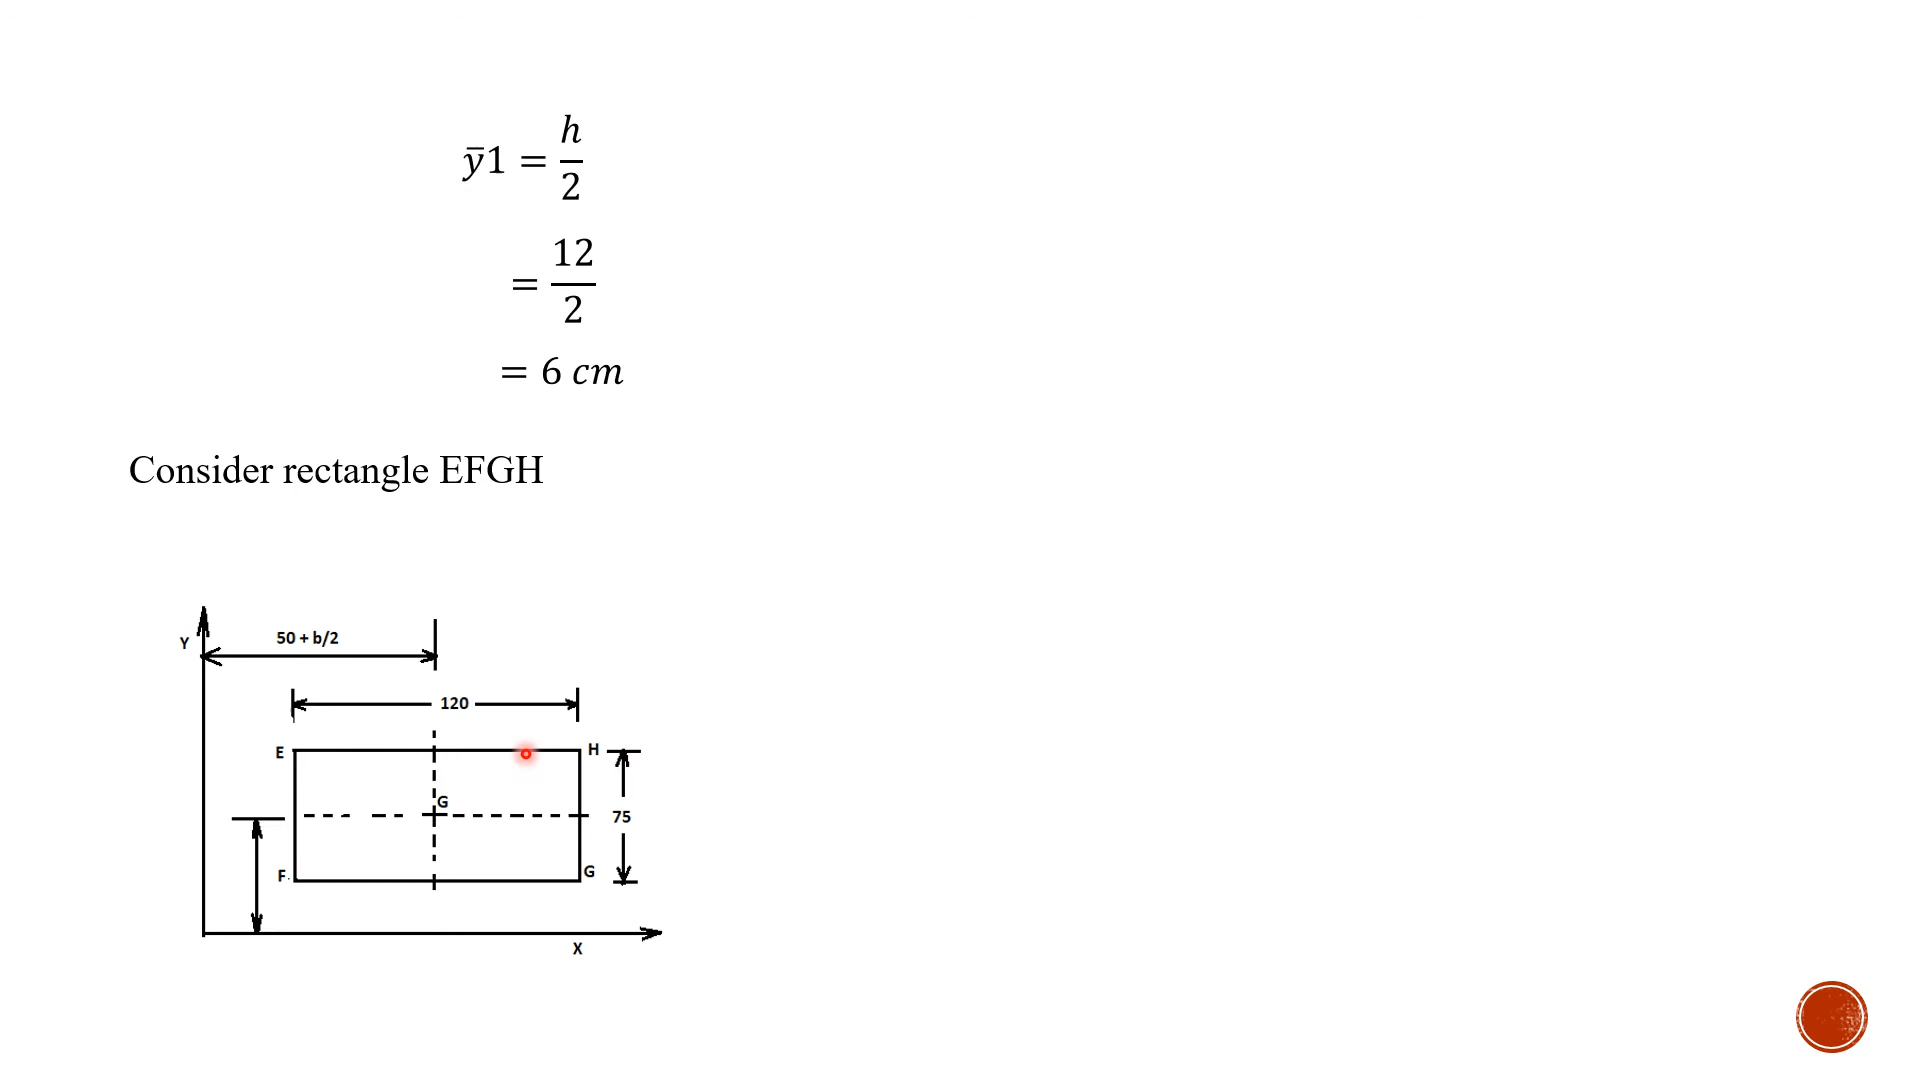 ȳ1 = h/2
= 12/2
= 6 cm
Consider rectangle EFGH
Y
50 + b/2
120
E
H
G
75
F
G
X